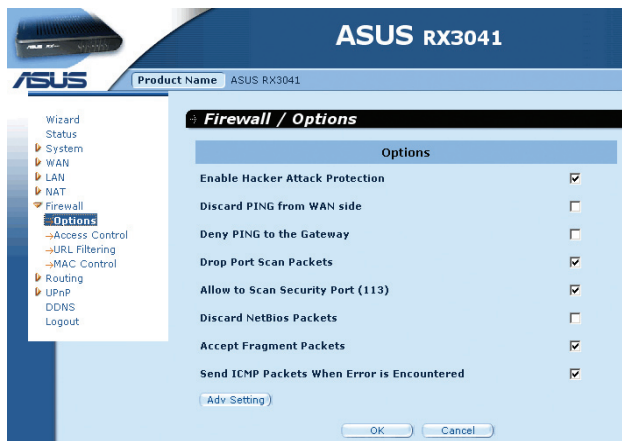 ASUS RX3041
ASUS
Product Name ASUS RX3041
Wizard
Status
System
WAN
LAN
NAT
Firewall
Options
Access Control
URL Filtering
MAC Control
Routing
UPnP
DDNS
Logout
Firewall / Options
Options
Enable Hacker Attack Protection
Discard PING from WAN side
Deny PING to the Gateway
Drop Port Scan Packets
Allow to Scan Security Port (113)
Discard NetBios Packets
Accept Fragment Packets
Send ICMP Packets When Error is Encountered
Adv Setting
OK Cancel